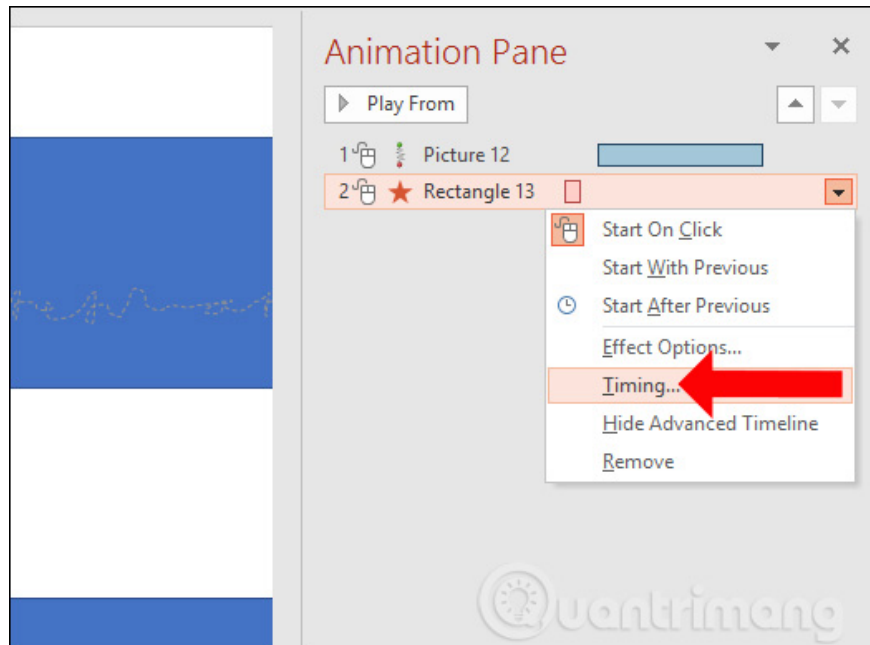 Animation Pane
Play From
1 Picture 12
2 Rectangle 13
Start On Click
Start With Previous
Start After Previous
Effect Options...
Timing...
Hide Advanced Timeline
Remove
Quantrimang